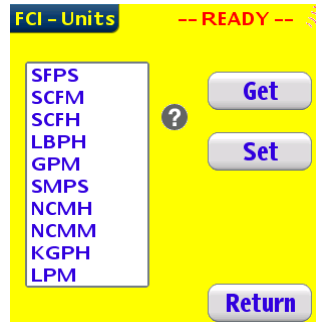 FCI – Units -- READY --
SFPS
SCFM
SCFH
LBPH
GPM
SMPS
NCMH
NCMM
KGPH
LPM
?
Get
Set
Return